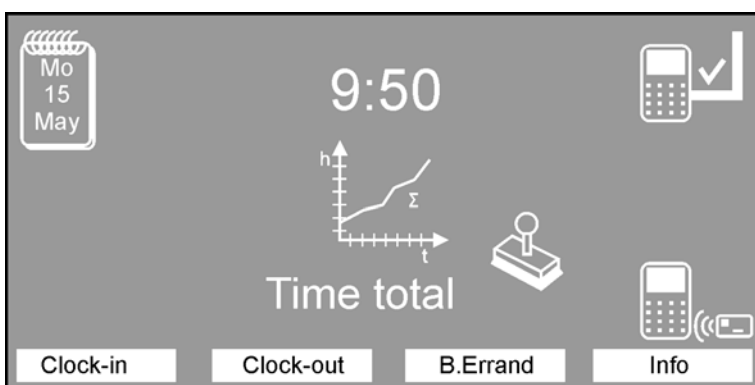 Mo
15
May
9:50
h
Σ
t
Time total
Clock-in Clock-out B.Errand Info